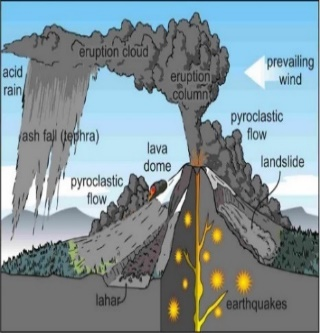 eruption cloud
prevailing
wind
acid
rain
eruption
column
pyroclastic
flow
ash fall (tephra)
lava
dome
landslide
pyroclastic
flow
lahar
earthquakes